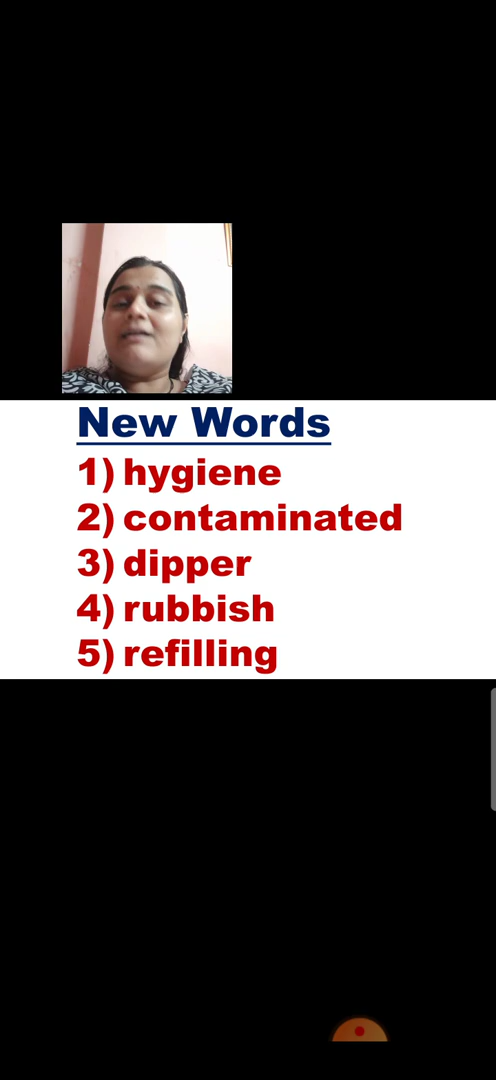 New Words
1) hygiene
2) contaminated
3) dipper
4) rubbish
5) refilling